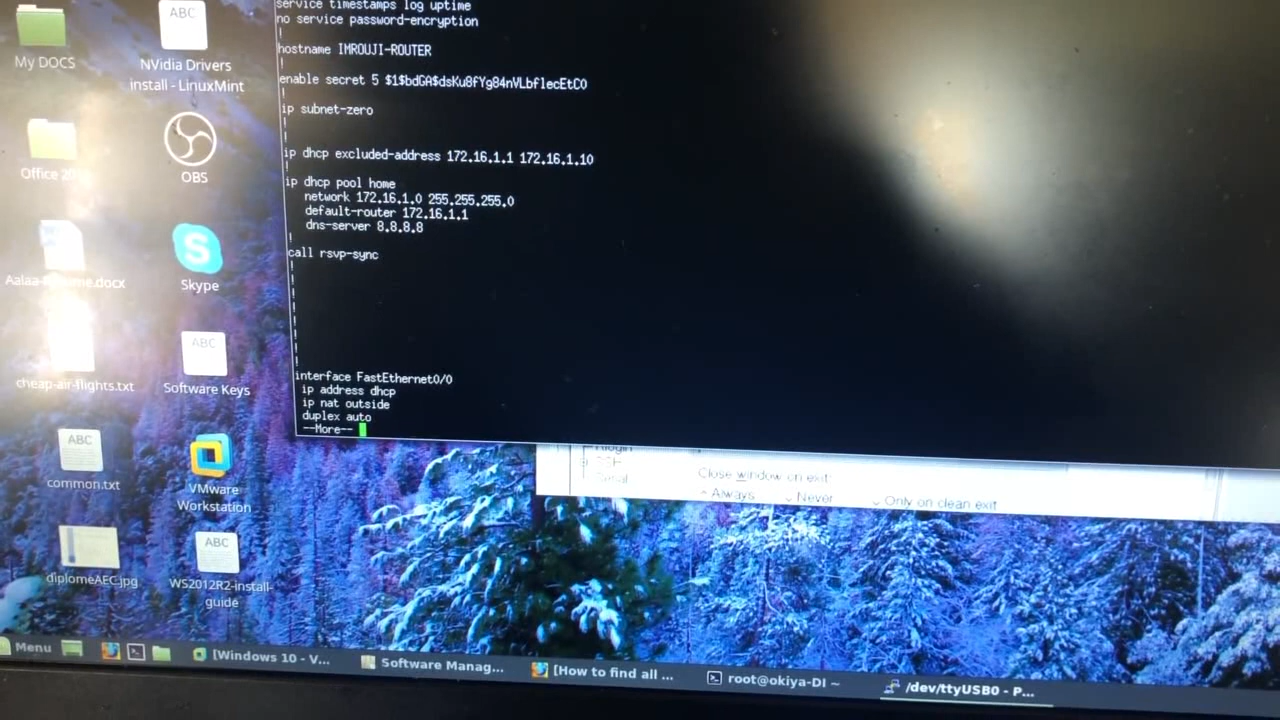 service timestamps log uptime
no service password-encryption
!
hostname IMROUJI-ROUTER
!
enable secret 5 $1$bdGA$dsKu8fYg84nVLbflecEtC0
!
ip subnet-zero
!
!
ip dhcp excluded-address 172.16.1.1 172.16.1.10
!
ip dhcp pool home
network 172.16.1.0 255.255.255.0
default-router 172.16.1.1
dns-server 8.8.8.8
!
call rsvp-sync
!
!
!
!
!
!
!
!
interface FastEthernet0/0
ip address dhcp
ip nat outside
duplex auto
--More--
My DOCS
ABC
NVidia Drivers
install - LinuxMint
Office
OBS
Skype
cheap-air-flights.txt
ABC
Software Keys
ABC
common.txt
VMware
Workstation
diplomeAEC.jpg
ABC
WS2012R2-install-
guide
Serial
Close window on exit:
Always
Never
Only on clean exit
Menu
[Windows 10 - V...
Software Manag...
[How to find all ...
root@okiya-DI ~
/dev/ttyUSB0 - P...